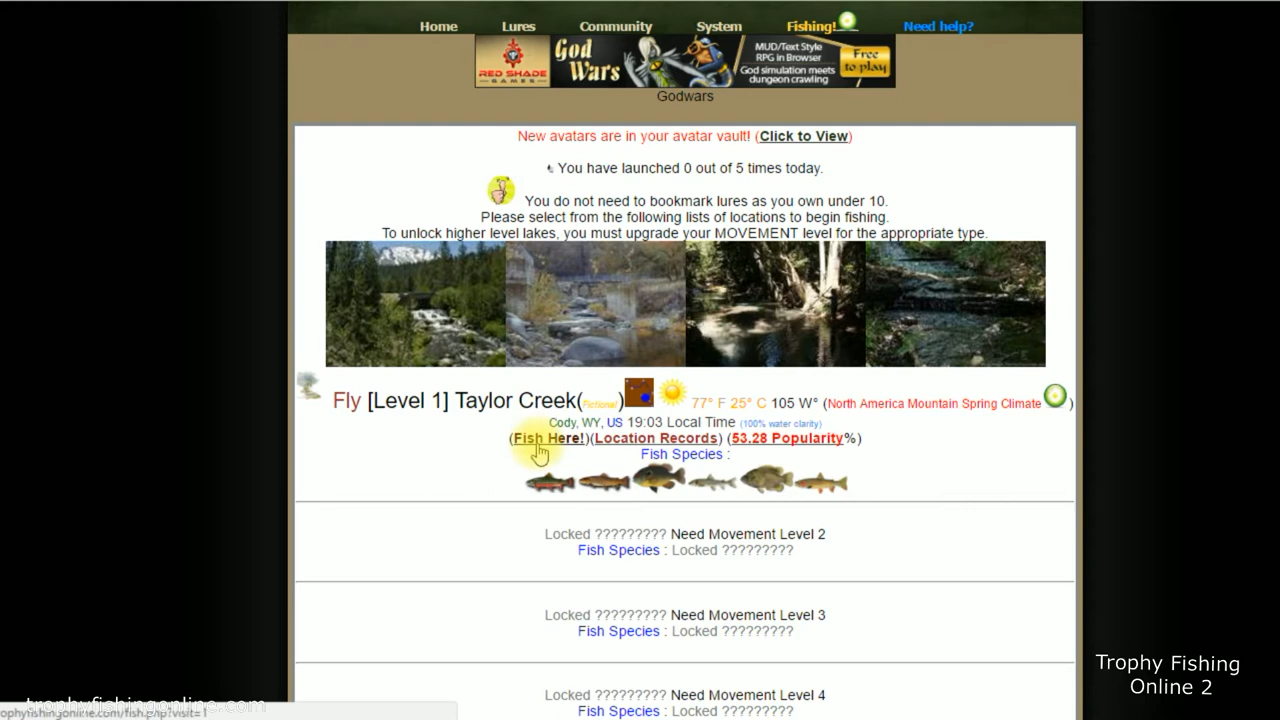 Home Lures Community System Fishing! Need help?
RED SHADE GAMES
God Wars
MUD/Text Style
RPG in Browser
God simulation meets
dungeon crawling
Free to play
Godwars
New avatars are in your avatar vault! (Click to View)
You have launched 0 out of 5 times today.
You do not need to bookmark lures as you own under 10.
Please select from the following lists of locations to begin fishing.
To unlock higher level lakes, you must upgrade your MOVEMENT level for the appropriate type.
Fly [Level 1] Taylor Creek(Fictional) 77° F 25° C 105 W° (North America Mountain Spring Climate )
Cody, WY, US 19:03 Local Time (100% water clarity)
(Fish Here!)(Location Records) (53.28 Popularity%)
Fish Species :
Locked ????????? Need Movement Level 2
Fish Species : Locked ?????????
Locked ????????? Need Movement Level 3
Fish Species : Locked ?????????
Locked ????????? Need Movement Level 4
Fish Species : Locked ?????????
Trophy Fishing
Online 2
trophyfishingonline.com